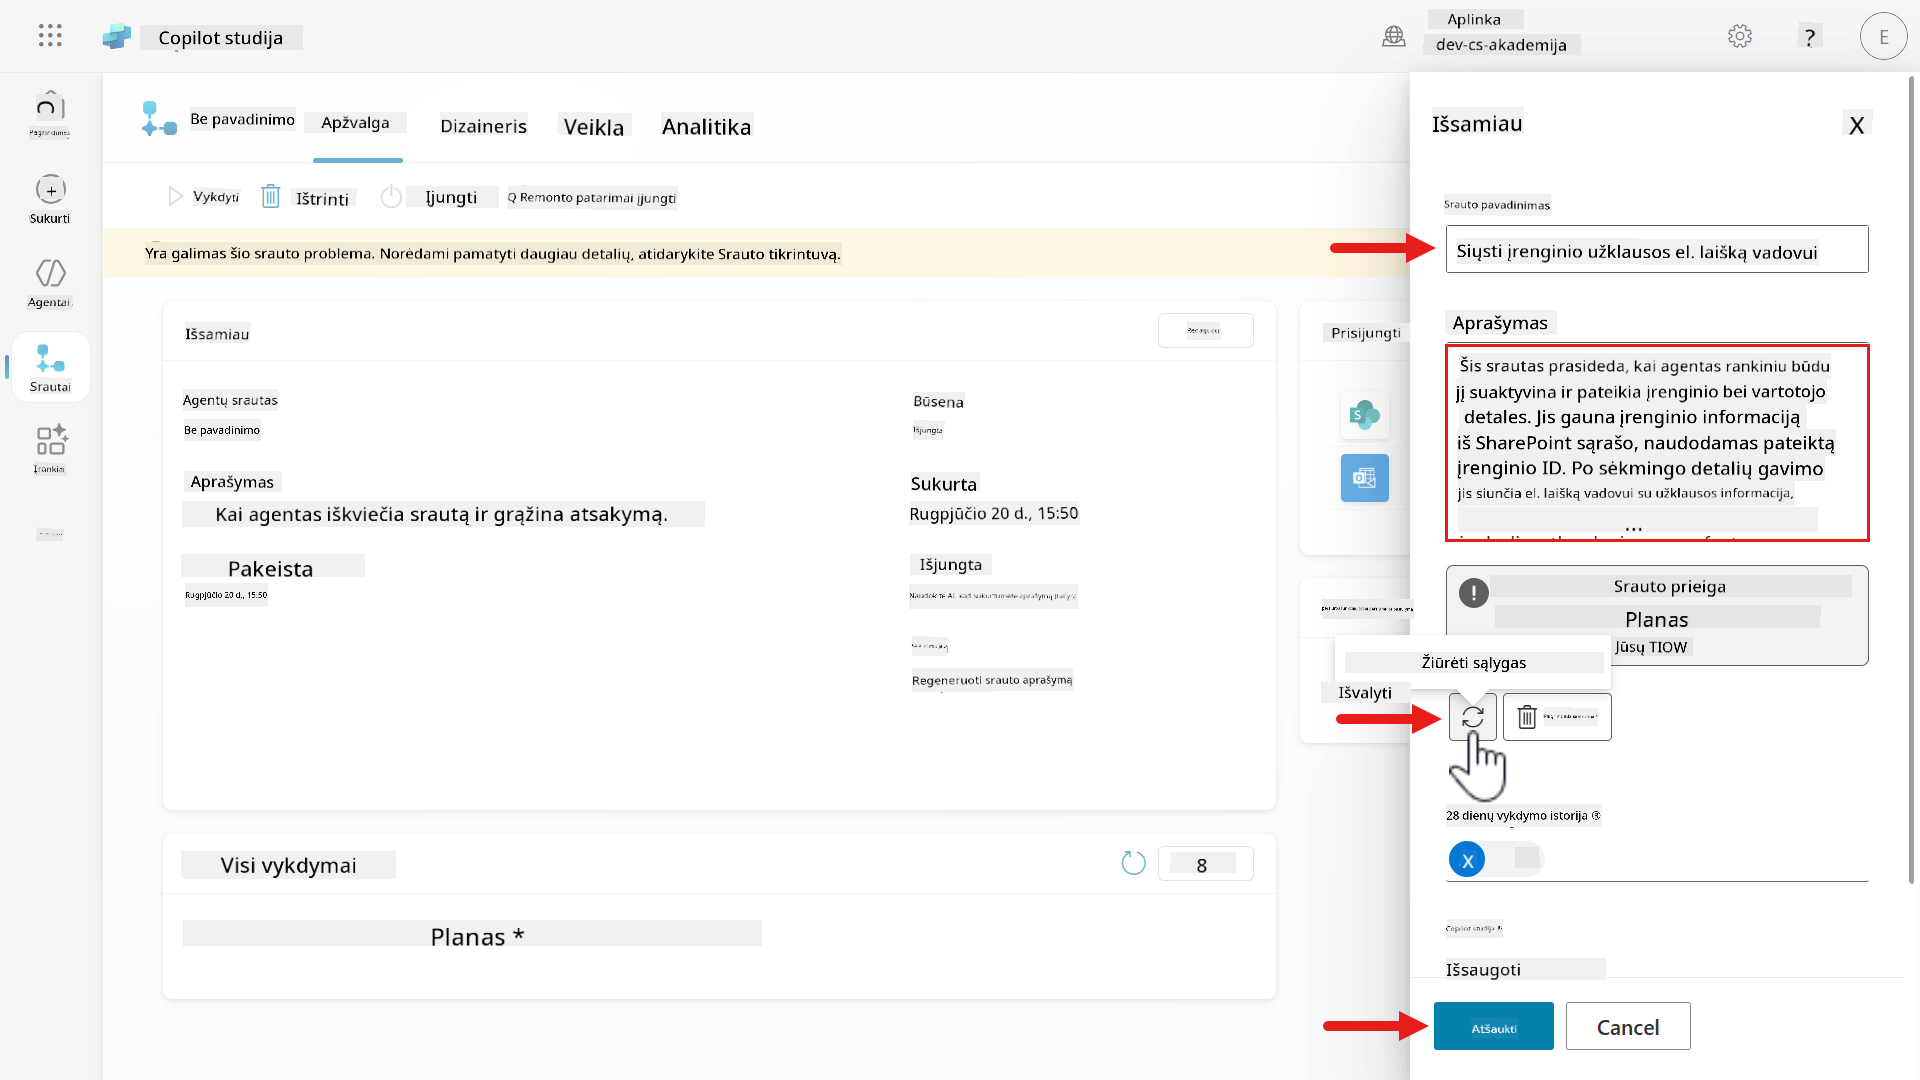 Copilot studija
Aplinka
dev-cs-akademija
?
E
Sukurti
Agentai
Srautai
Įrankiai
Be pavadinimo
Apžvalga
Dizaineris
Veikla
Analitika
Vykdyti
Ištrinti
Įjungti
Q Remonto patarimai įjungti
Yra galimas šio srauto problema. Norėdami pamatyti daugiau detalių, atidarykite Srauto tikrintuvą.
Išsamiau
Agentų srautas
Be pavadinimo
Aprašymas
Kai agentas iškviečia srautą ir grąžina atsakymą.
Pakeista
Rugpjūčio 20 d., 15:50
Būsena
Išjungta
Sukurta
Rugpjūčio 20 d., 15:50
Išjungta
Regeneruoti srauto aprašymą
Prisijungti
Visi vykdymai
8
Planas *
Išsamiau
X
Srauto pavadinimas
Siųsti įrenginio užklausos el. laišką vadovui
Aprašymas
Šis srautas prasideda, kai agentas rankiniu būdu
jį suaktyvina ir pateikia įrenginio bei vartotojo
detales. Jis gauna įrenginio informaciją
iš SharePoint sąrašo, naudodamas pateiktą
įrenginio ID. Po sėkmingo detalių gavimo
jis siunčia el. laišką vadovui su užklausos informacija,
...
Srauto prieiga
Planas
Jūsų TIOW
Žiūrėti sąlygas
Išvalyti
28 dienų vykdymo istorija ®
X
Copilot studija
Išsaugoti
Atšaukti
Cancel